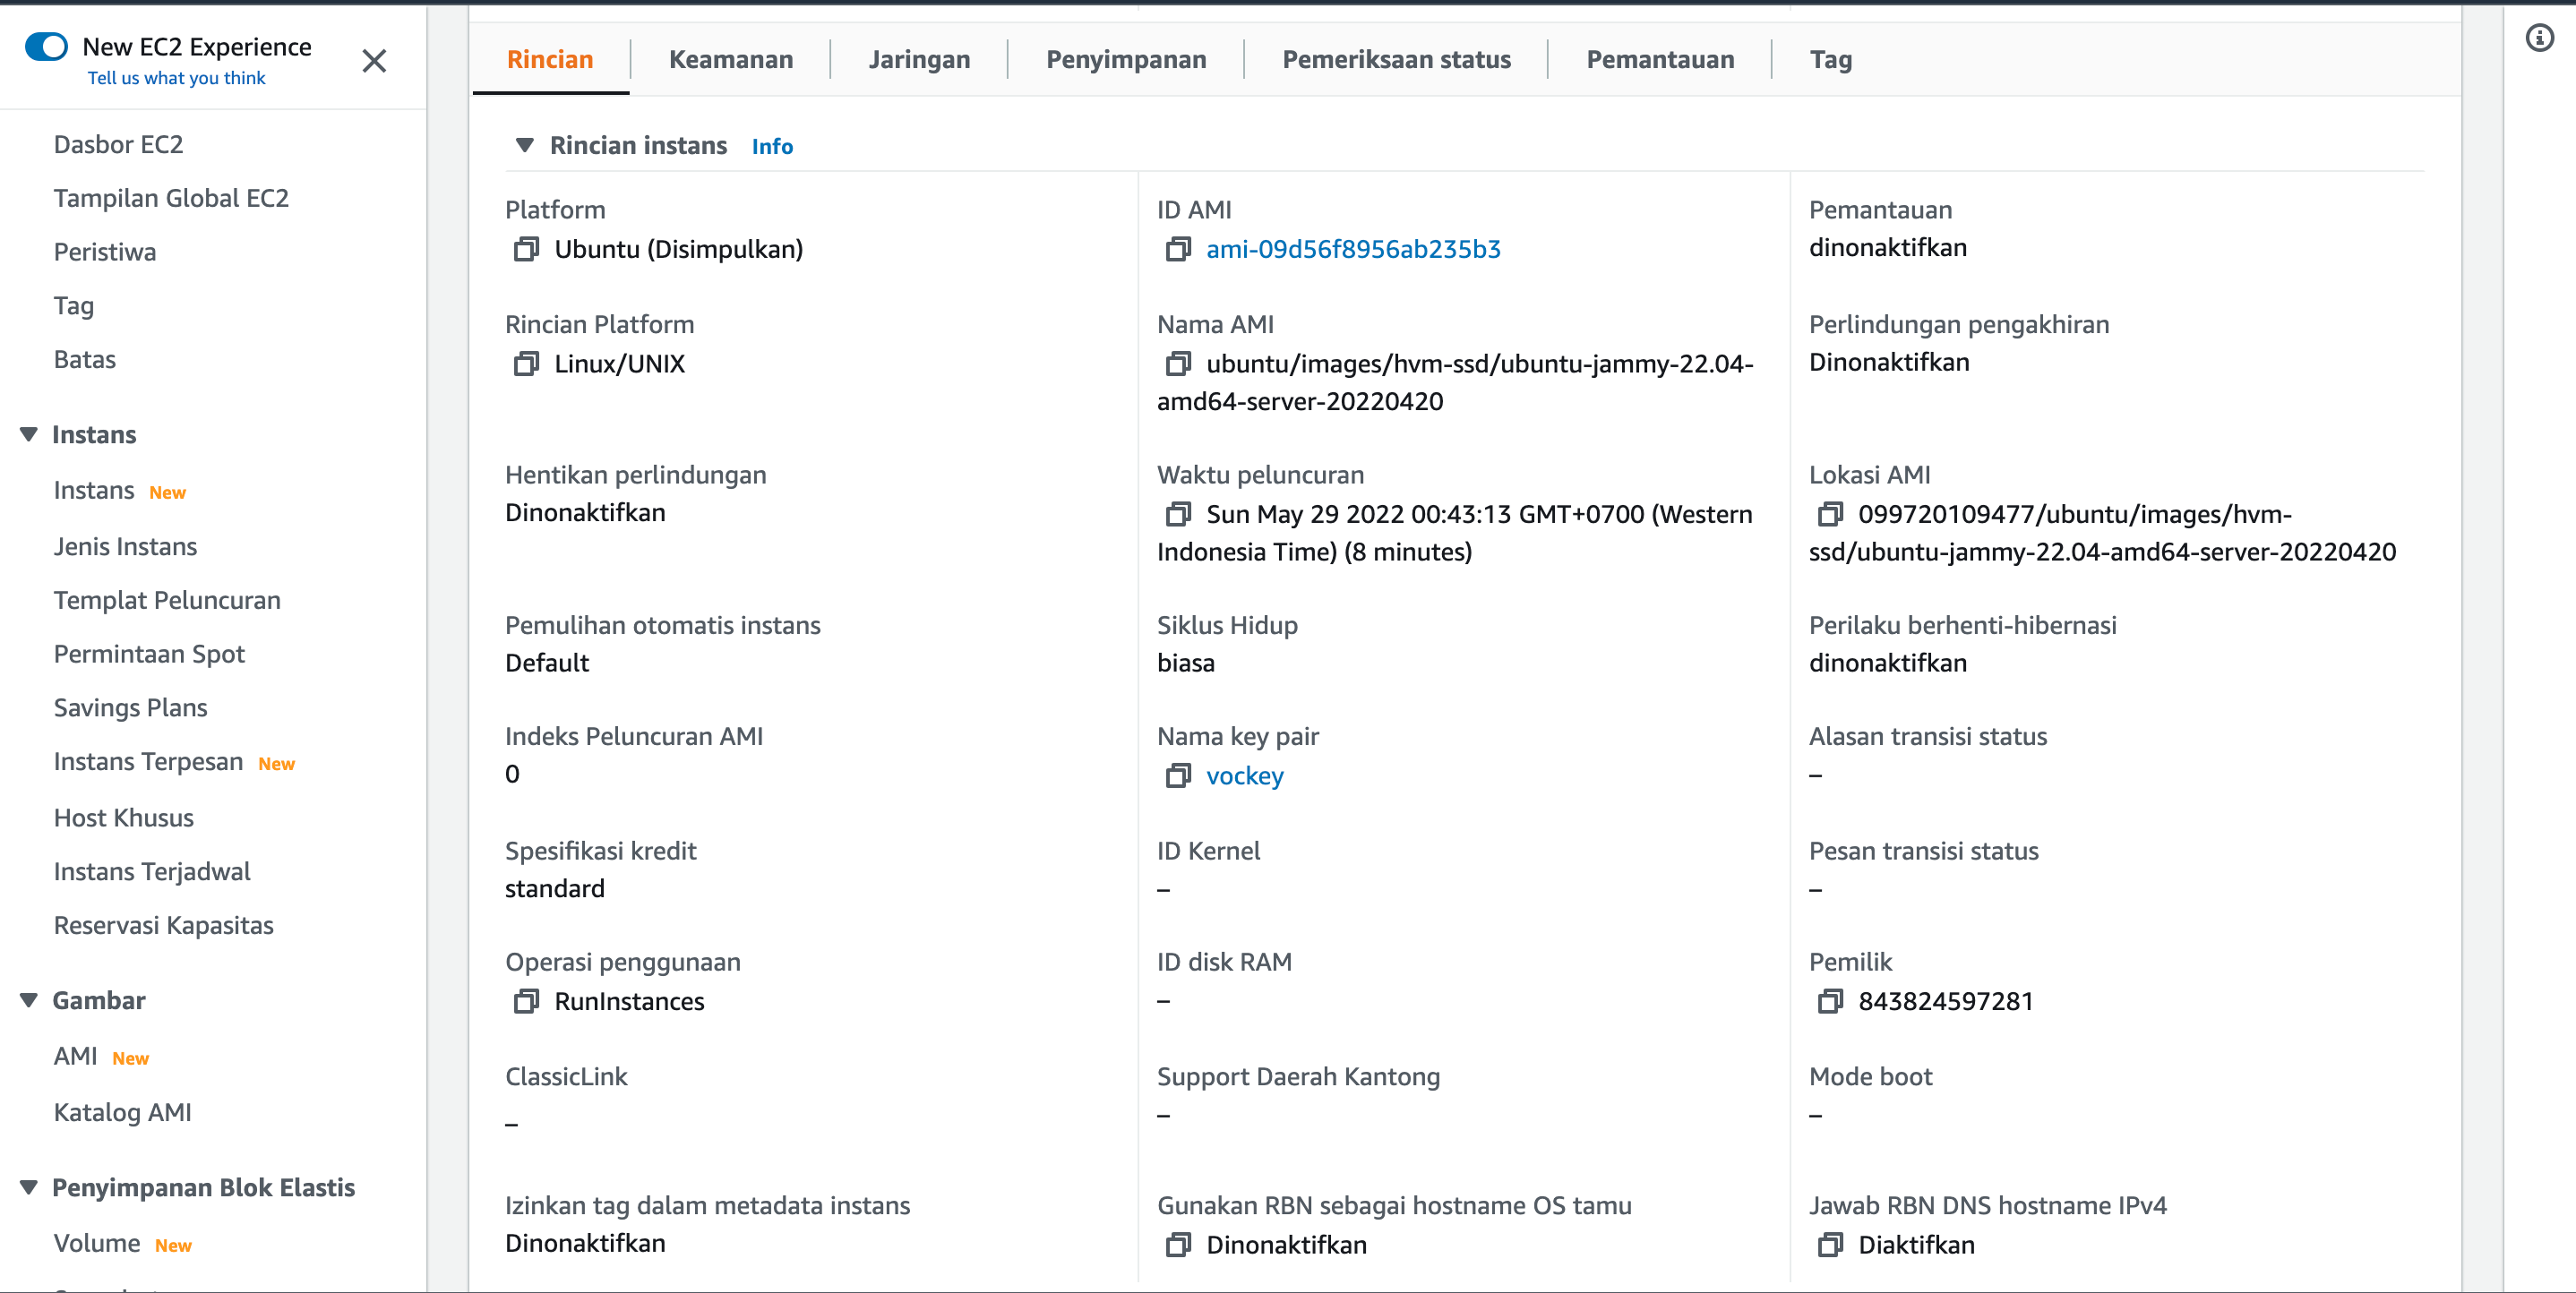 New EC2 Experience
Tell us what you think
Dasbor EC2
Tampilan Global EC2
Peristiwa
Tag
Batas
Instans
Instans New
Jenis Instans
Templat Peluncuran
Permintaan Spot
Savings Plans
Instans Terpesan New
Host Khusus
Instans Terjadwal
Reservasi Kapasitas
Gambar
AMI New
Katalog AMI
Penyimpanan Blok Elastis
Volume New
Rincian Keamanan Jaringan Penyimpanan Pemeriksaan status Pemantauan Tag
Rincian instans Info
Platform
Ubuntu (Disimpulkan)
ID AMI
ami-09d56f8956ab235b3
Pemantauan
dinonaktifkan
Rincian Platform
Linux/UNIX
Nama AMI
ubuntu/images/hvm-ssd/ubuntu-jammy-22.04-
amd64-server-20220420
Perlindungan pengakhiran
Dinonaktifkan
Hentikan perlindungan
Dinonaktifkan
Waktu peluncuran
Sun May 29 2022 00:43:13 GMT+0700 (Western
Indonesia Time) (8 minutes)
Lokasi AMI
099720109477/ubuntu/images/hvm-
ssd/ubuntu-jammy-22.04-amd64-server-20220420
Pemulihan otomatis instans
Default
Siklus Hidup
biasa
Perilaku berhenti-hibernasi
dinonaktifkan
Indeks Peluncuran AMI
0
Nama key pair
vockey
Alasan transisi status
–
Spesifikasi kredit
standard
ID Kernel
–
Pesan transisi status
–
Operasi penggunaan
RunInstances
ID disk RAM
–
Pemilik
843824597281
ClassicLink
–
Support Daerah Kantong
–
Mode boot
–
Izinkan tag dalam metadata instans
Dinonaktifkan
Gunakan RBN sebagai hostname OS tamu
Dinonaktifkan
Jawab RBN DNS hostname IPv4
Diaktifkan